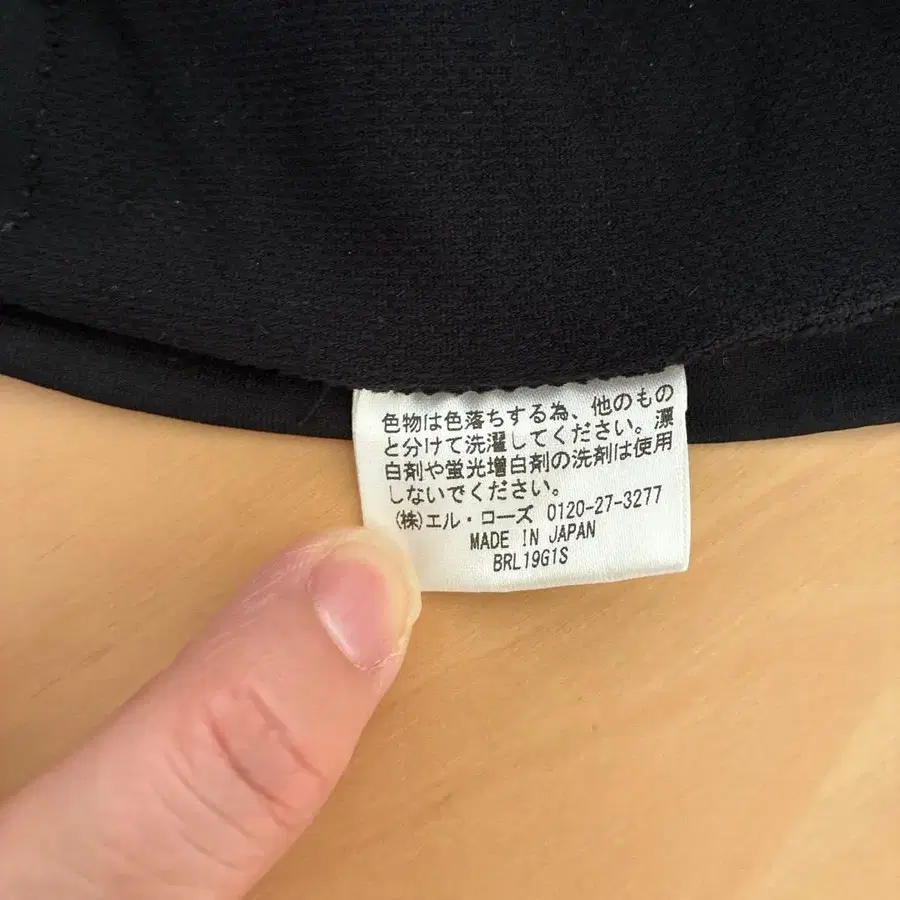 色物は色落ちする為、他のもの
と分けて洗濯してください。漂
白剤や蛍光増白剤の洗剤は使用
しないでください。
(株)エル・ローズ 0120-27-3277
MADE IN JAPAN
BRL19G1S